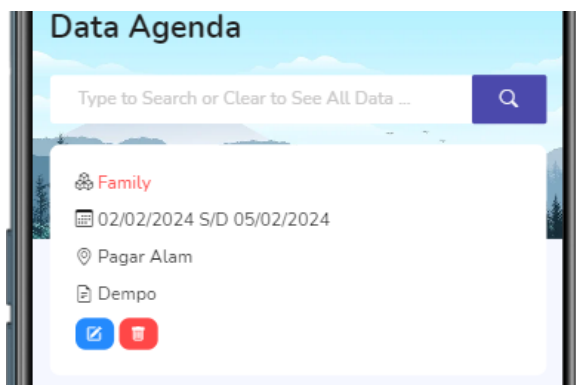 Data Agenda
Type to Search or Clear to See All Data ...
Family
02/02/2024 S/D 05/02/2024
Pagar Alam
Dempo